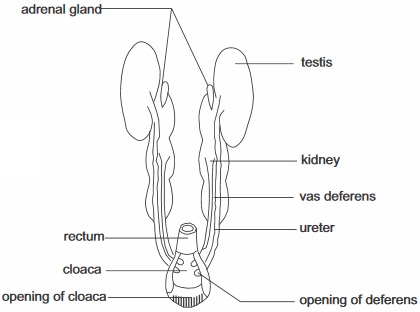 adrenal gland
testis
kidney
vas deferens
ureter
rectum
cloaca
opening of cloaca
opening of deferens